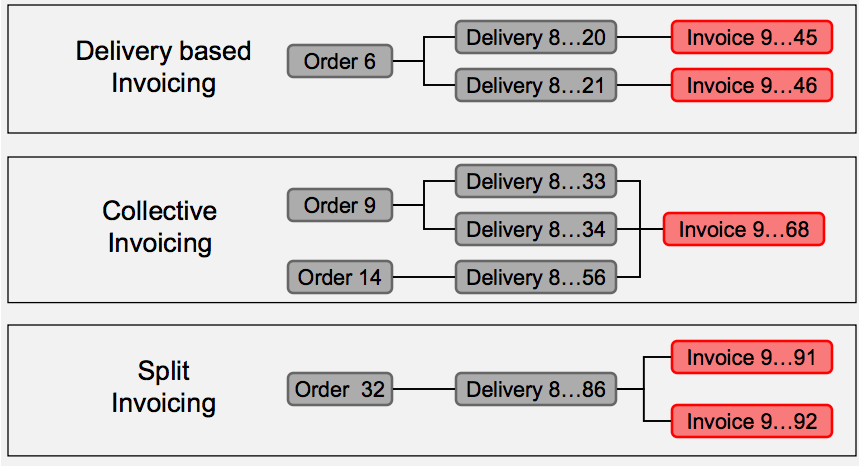 Delivery based
Invoicing
Order 6
Delivery 8...20
Invoice 9...45
Delivery 8...21
Invoice 9...46
Collective
Invoicing
Order 9
Delivery 8...33
Delivery 8...34
Invoice 9...68
Order 14
Delivery 8...56
Split
Invoicing
Order 32
Delivery 8...86
Invoice 9...91
Invoice 9...92